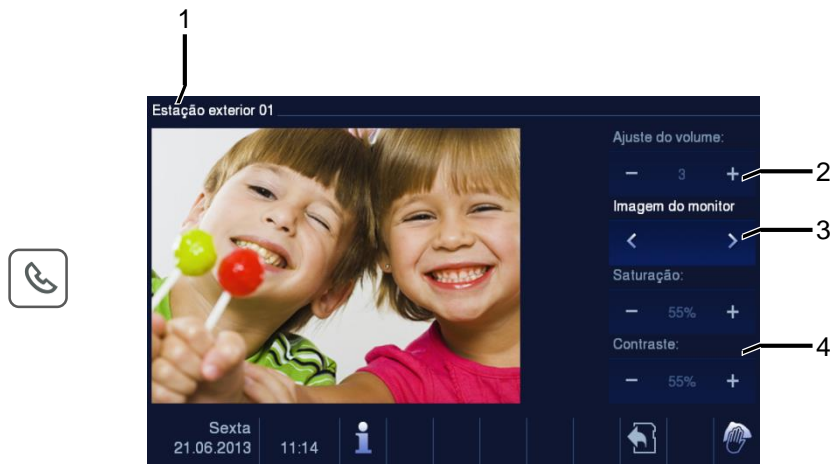 1
Estação exterior 01
Ajuste do volume:
− 3 +
2
Imagem do monitor
< >
3
Saturação:
− 55% +
Contraste:
4
− 55% +
Sexta
21.06.2013 11:14